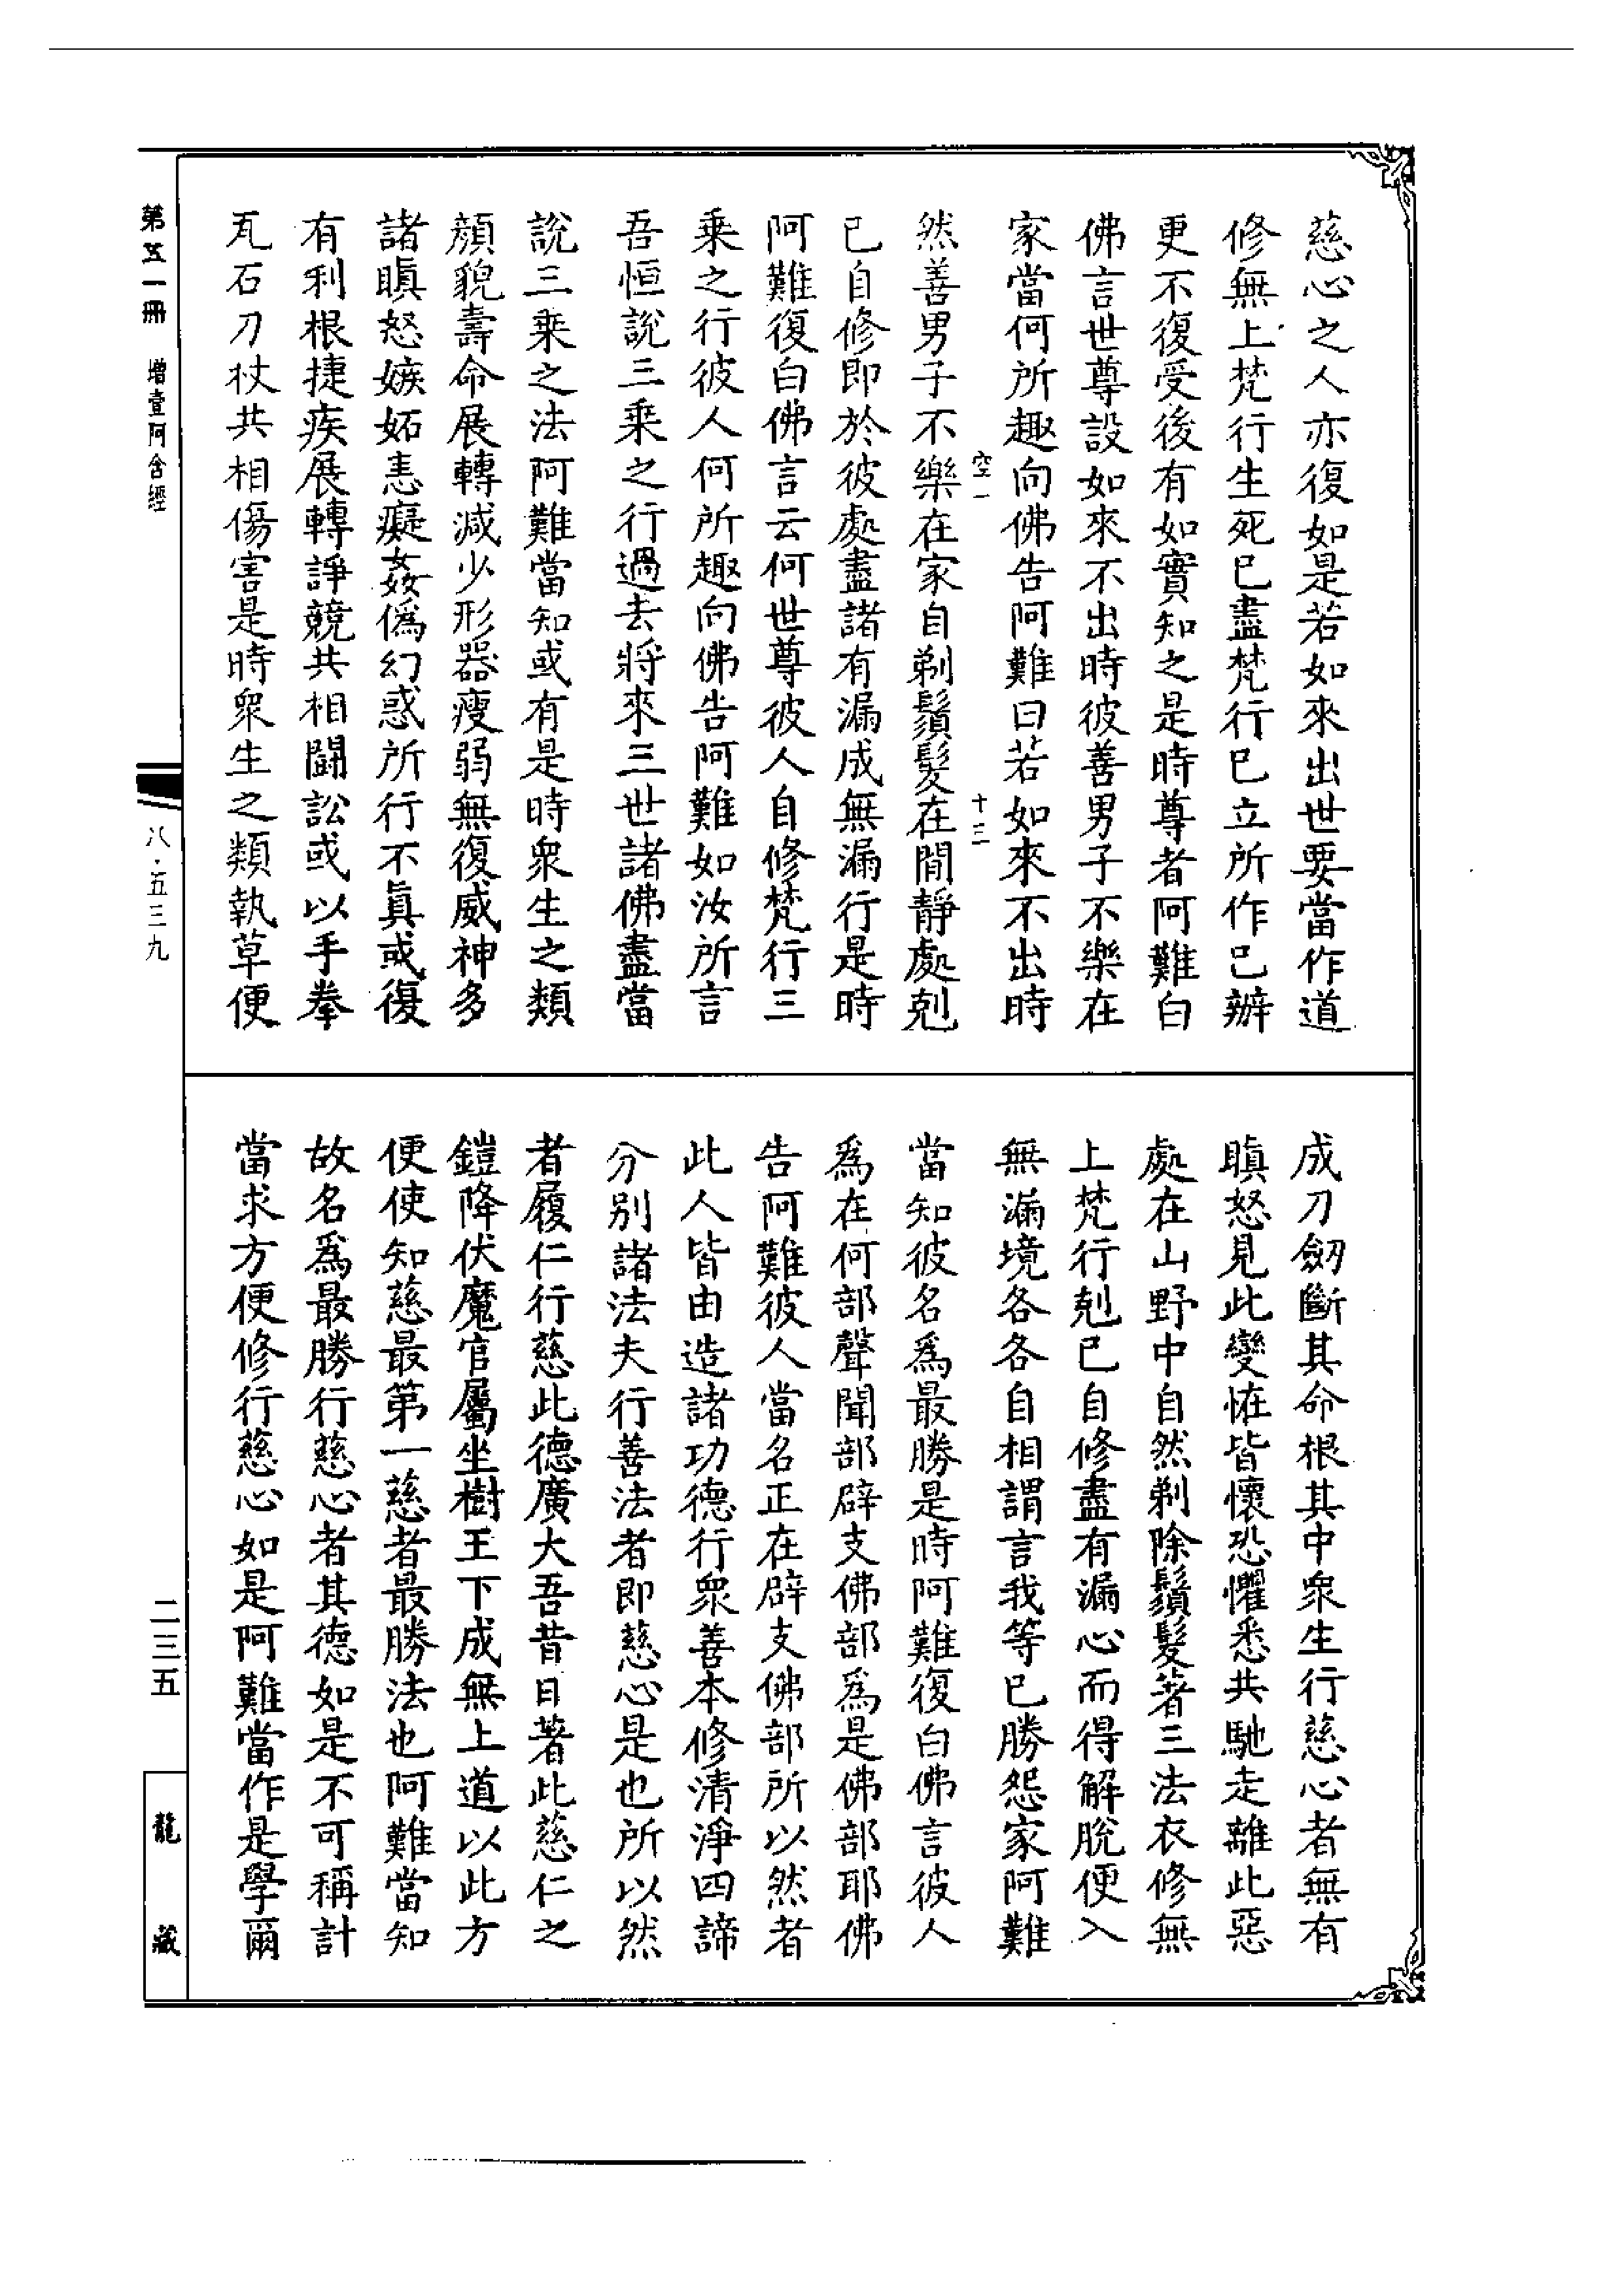 慈心之人亦復如是若如來出世要當作道
修無上梵行生死已盡梵行已立所作已辦
更不復受後有如實知之是時尊者阿難白
佛言世尊設如來不出時彼善男子不樂在
家當何所趣向佛告阿難曰若如來不出時
空一
十三
然善男子不樂在家自剃鬚髮在閒靜處剋
已自修即於彼處盡諸有漏成無漏行是時
阿難復白佛言云何世尊彼人自修梵行三
乘之行彼人何所趣向佛告阿難如汝所言
吾恒說三乘之行過去將來三世諸佛盡當
說三乘之法阿難當知或有是時衆生之類
顏貌壽命展轉減少形器瘦弱無復威神多
諸瞋怒嫉妬恚癡姦僞幻惑所行不真或復
有利根捷疾展轉諍競共相鬭訟或以手拳
瓦石刀杖共相傷害是時衆生之類執草便
成刀劒斷其命根其中衆生行慈心者無有
瞋怒見此變恠皆懷恐懼悉共馳走離此惡
處在山野中自然剃除鬚髮著三法衣修無
上梵行剋已自修盡有漏心而得解脫便入
無漏境各各自相謂言我等已勝怨家阿難
當知彼名爲最勝是時阿難復白佛言彼人
爲在何部聲聞部辟支佛部爲是佛部耶佛
告阿難彼人當名正在辟支佛部所以然者
此人皆由造諸功德行衆善本修清淨四諦
分別諸法夫行善法者即慈心是也所以然
者履仁行慈此德廣大吾昔日著此慈仁之
鎧降伏魔官屬坐樹王下成無上道以此方
便使知慈最第一慈者最勝法也阿難當知
故名爲最勝行慈心者其德如是不可稱計
當求方便修行慈心如是阿難當作是學爾
第五一冊 增壹阿含經
八·五三九
二三五
龍藏